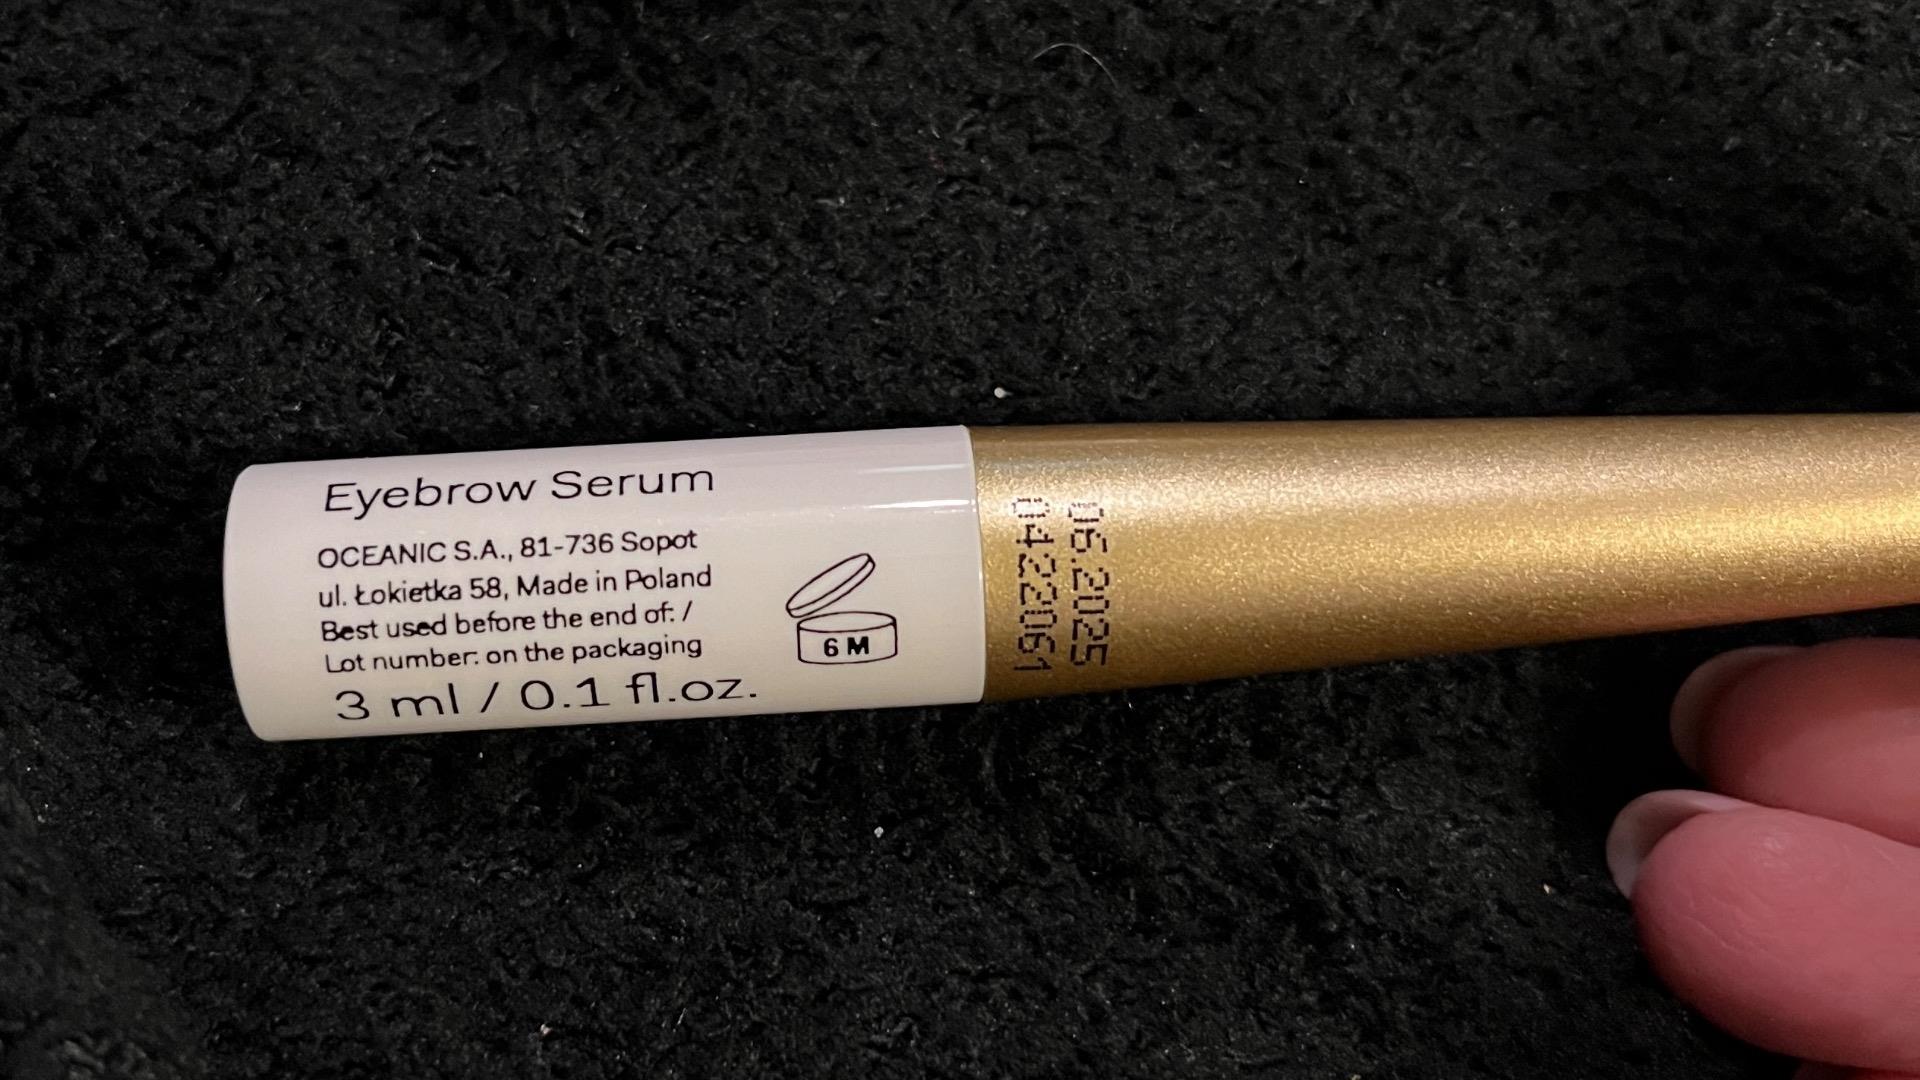 Eyebrow Serum
OCEANIC S.A., 81-736 Sopot
ul. Łokietka 58, Made in Poland
Best used before the end of: /
Lot number: on the packaging
3 ml / 0.1 fl.oz.
6 M
06.2025